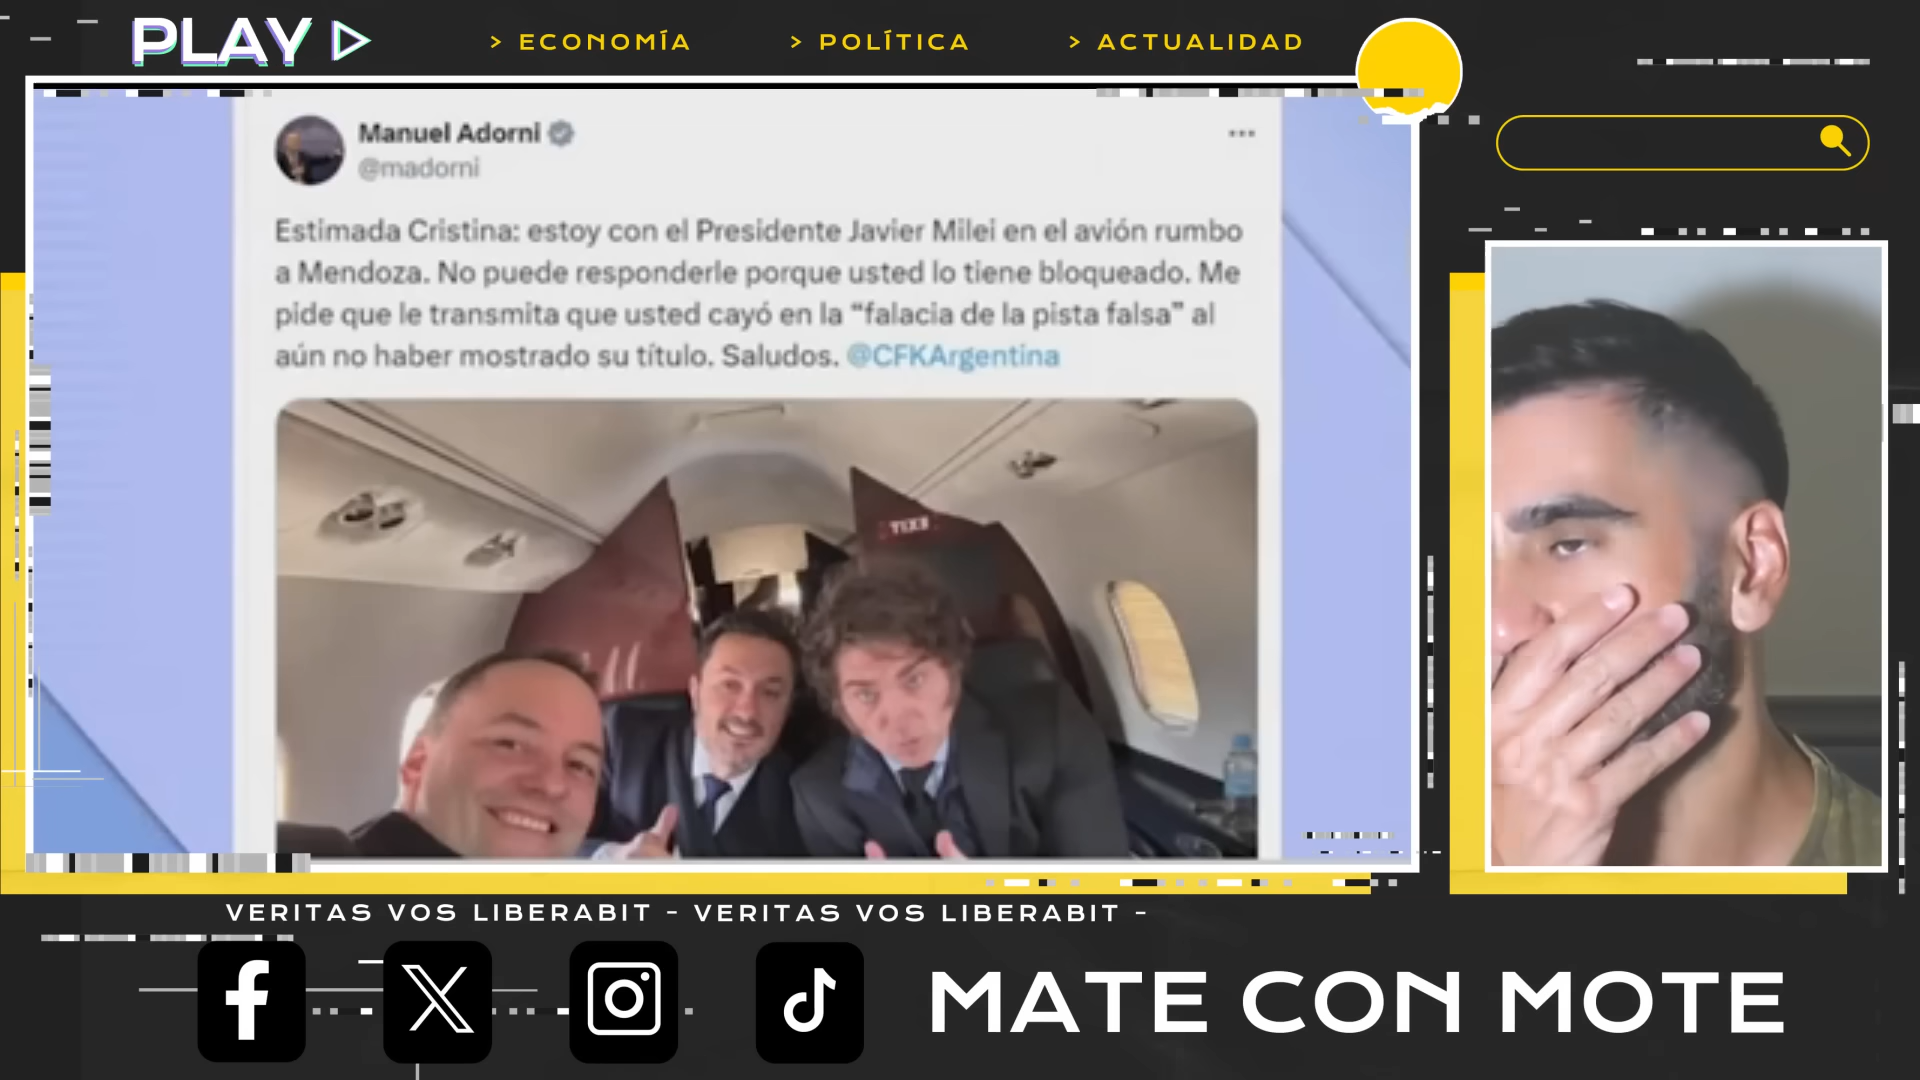 PLAY
> ECONOMÍA
> POLÍTICA
> ACTUALIDAD
Manuel Adorni
@madorni
Estimada Cristina: estoy con el Presidente Javier Milei en el avión rumbo
a Mendoza. No puede responderle porque usted lo tiene bloqueado. Me
pide que le transmita que usted cayó en la “falacia de la pista falsa” al
aún no haber mostrado su título. Saludos. @CFKArgentina
EXIT
VERITAS VOS LIBERABIT - VERITAS VOS LIBERABIT -
MATE CON MOTE